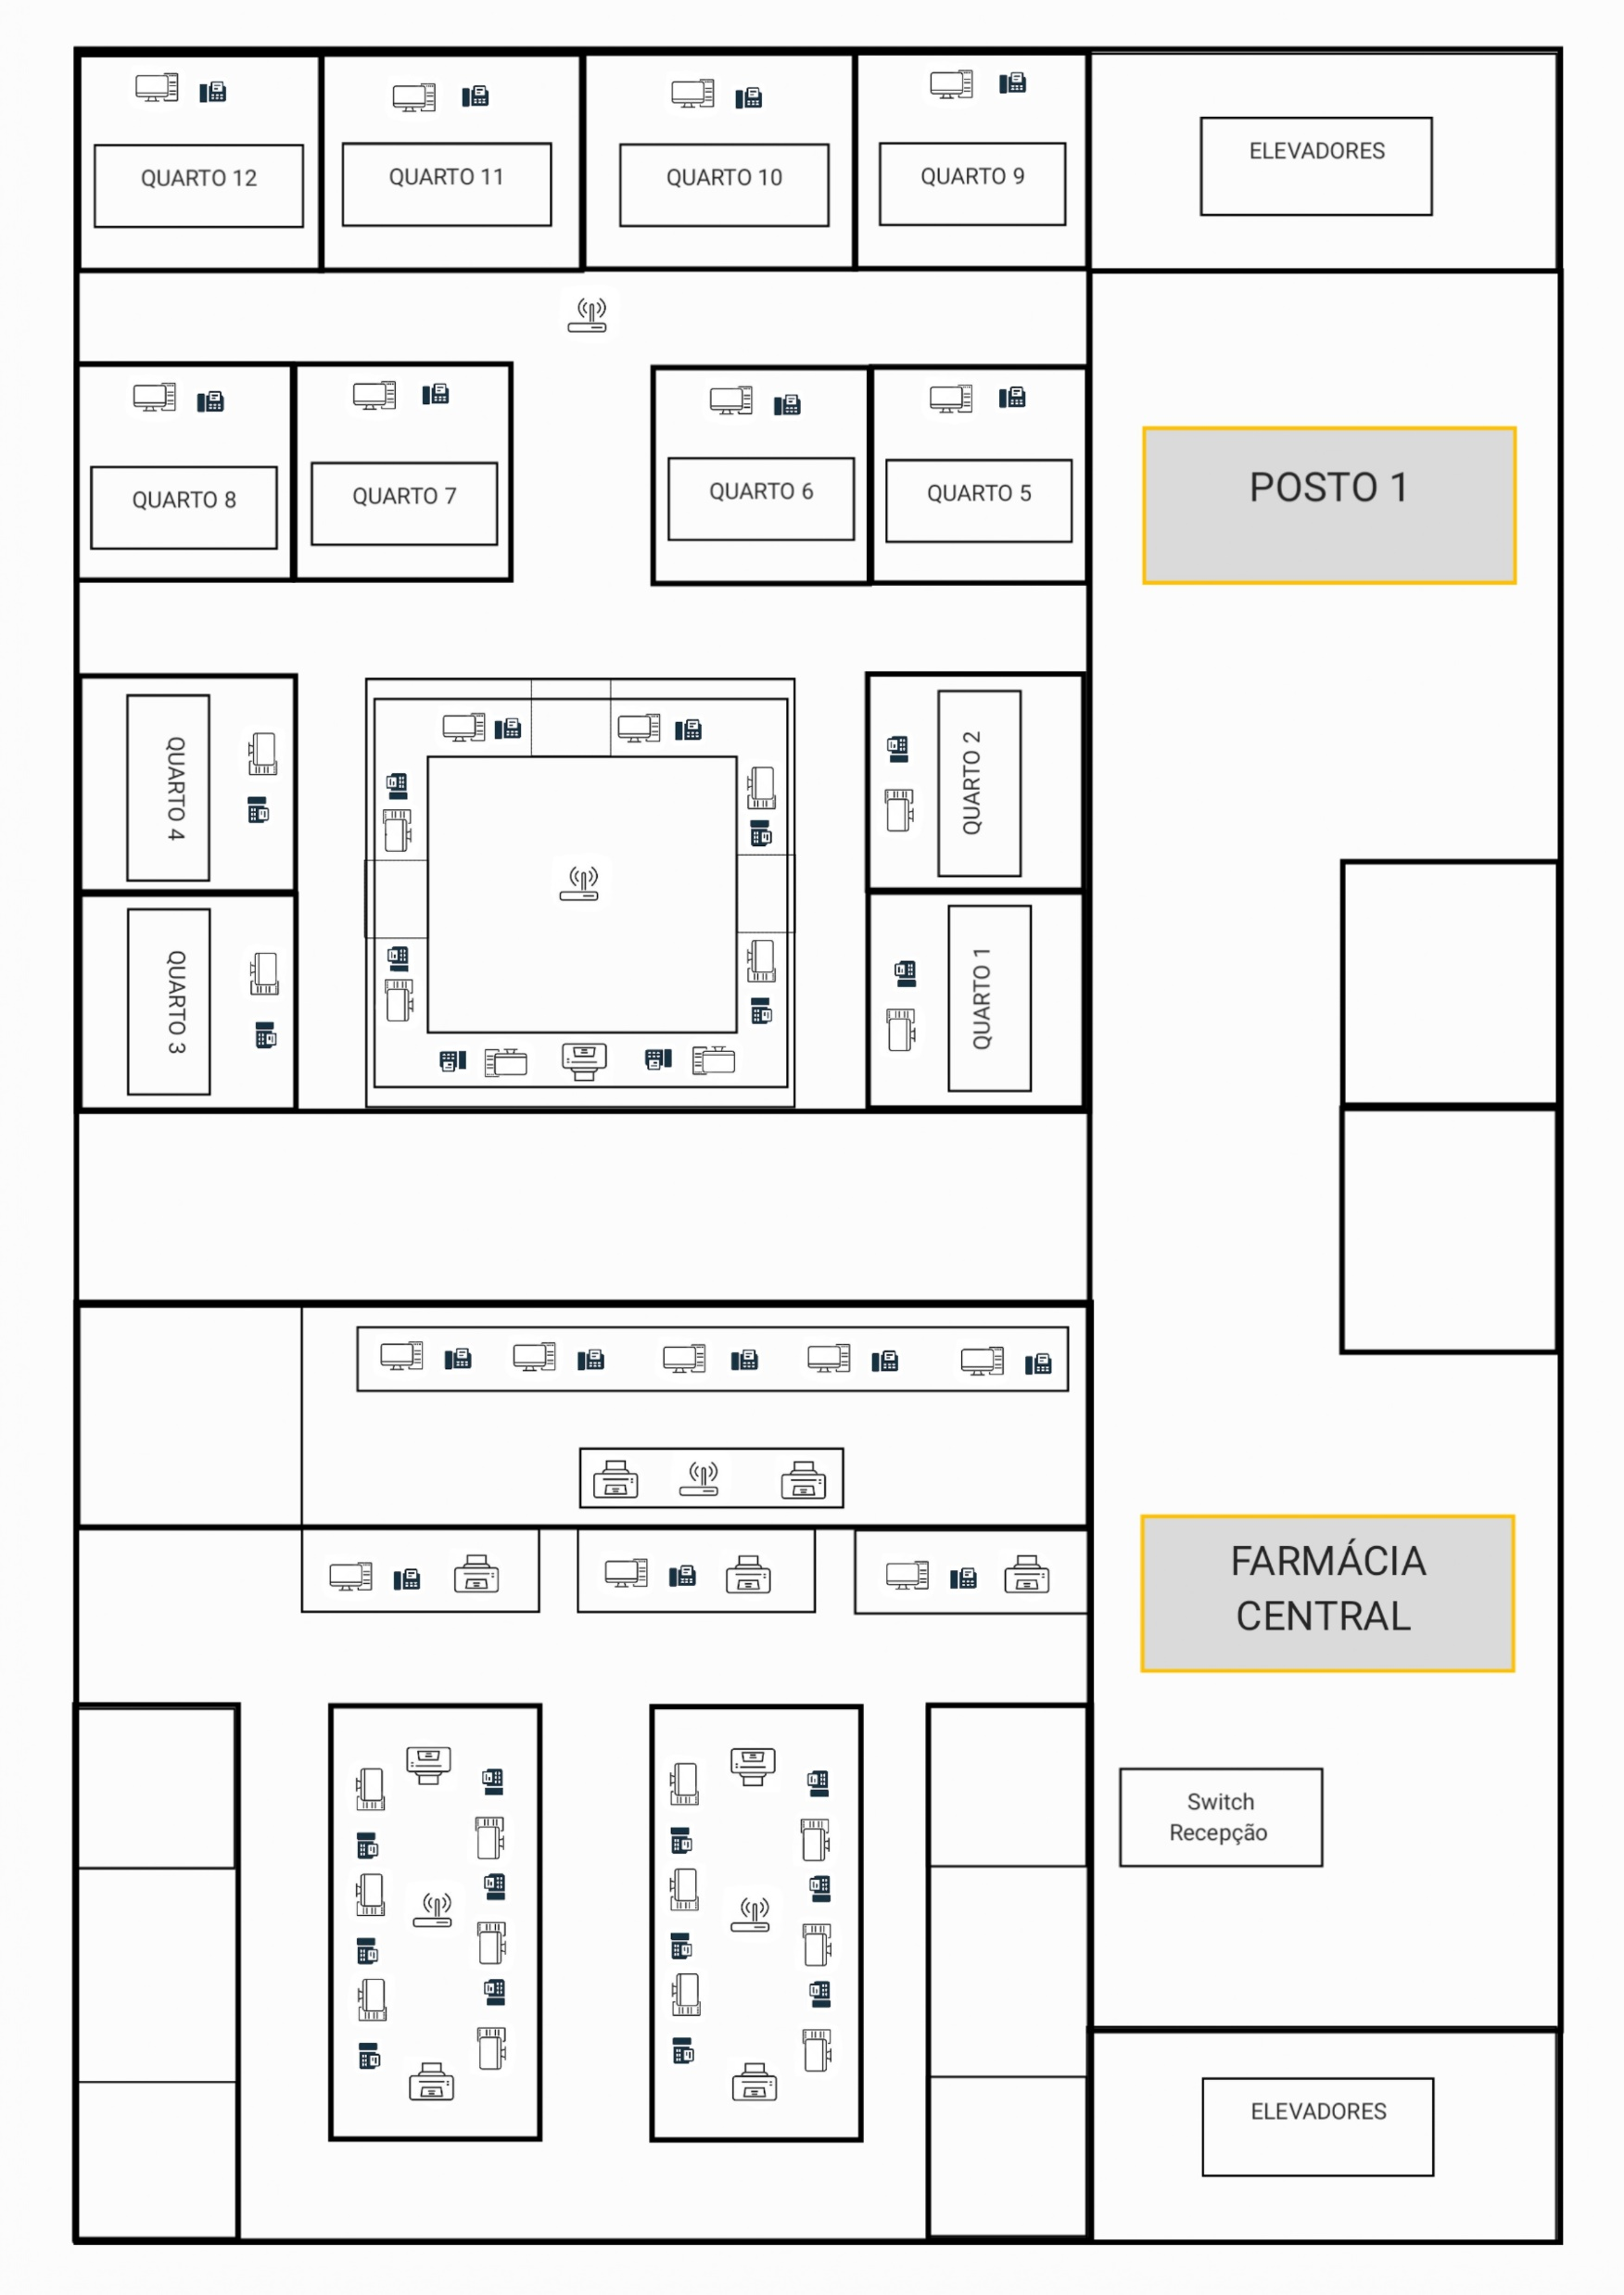 QUARTO 12
QUARTO 11
QUARTO 10
QUARTO 9
ELEVADORES
QUARTO 8
QUARTO 7
QUARTO 6
QUARTO 5
POSTO 1
QUARTO 4
QUARTO 2
QUARTO 3
QUARTO 1
FARMÁCIA
CENTRAL
Switch
Recepção
ELEVADORES